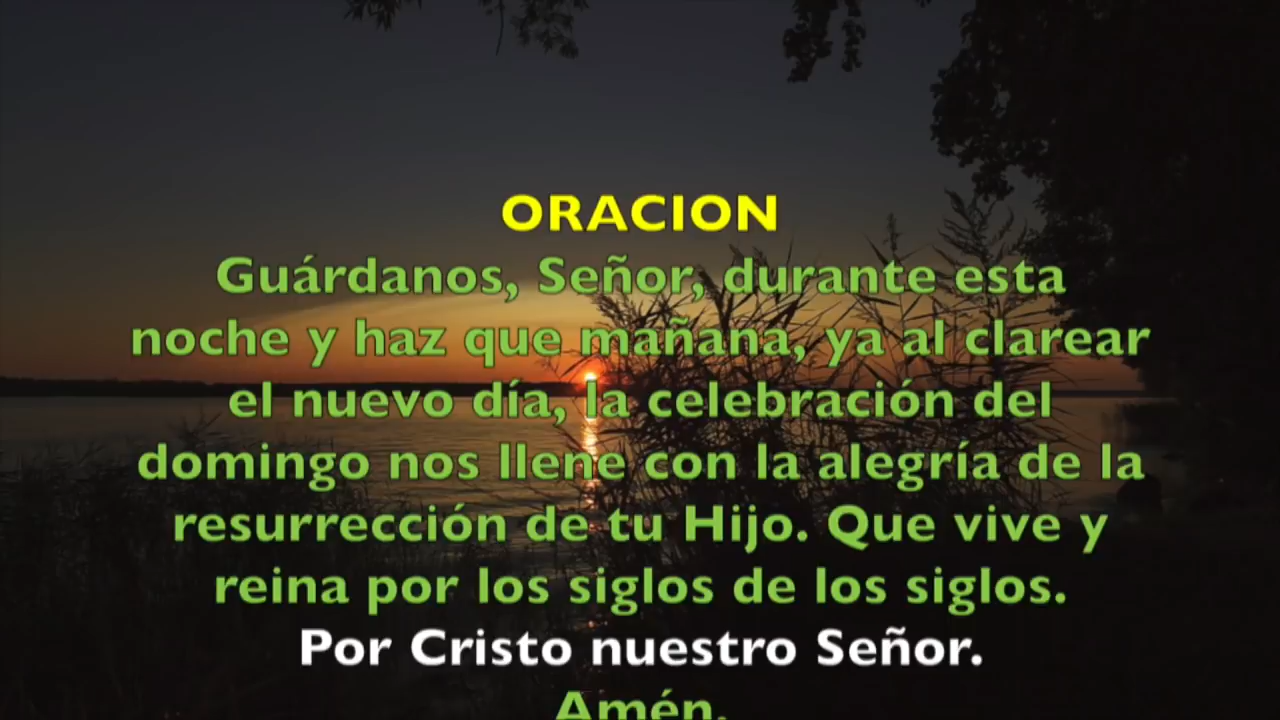 ORACION
Guárdanos, Señor, durante esta
noche y haz que mañana, ya al clarear
el nuevo día, la celebración del
domingo nos llene con la alegría de la
resurrección de tu Hijo. Que vive y
reina por los siglos de los siglos.
Por Cristo nuestro Señor.
Amén.